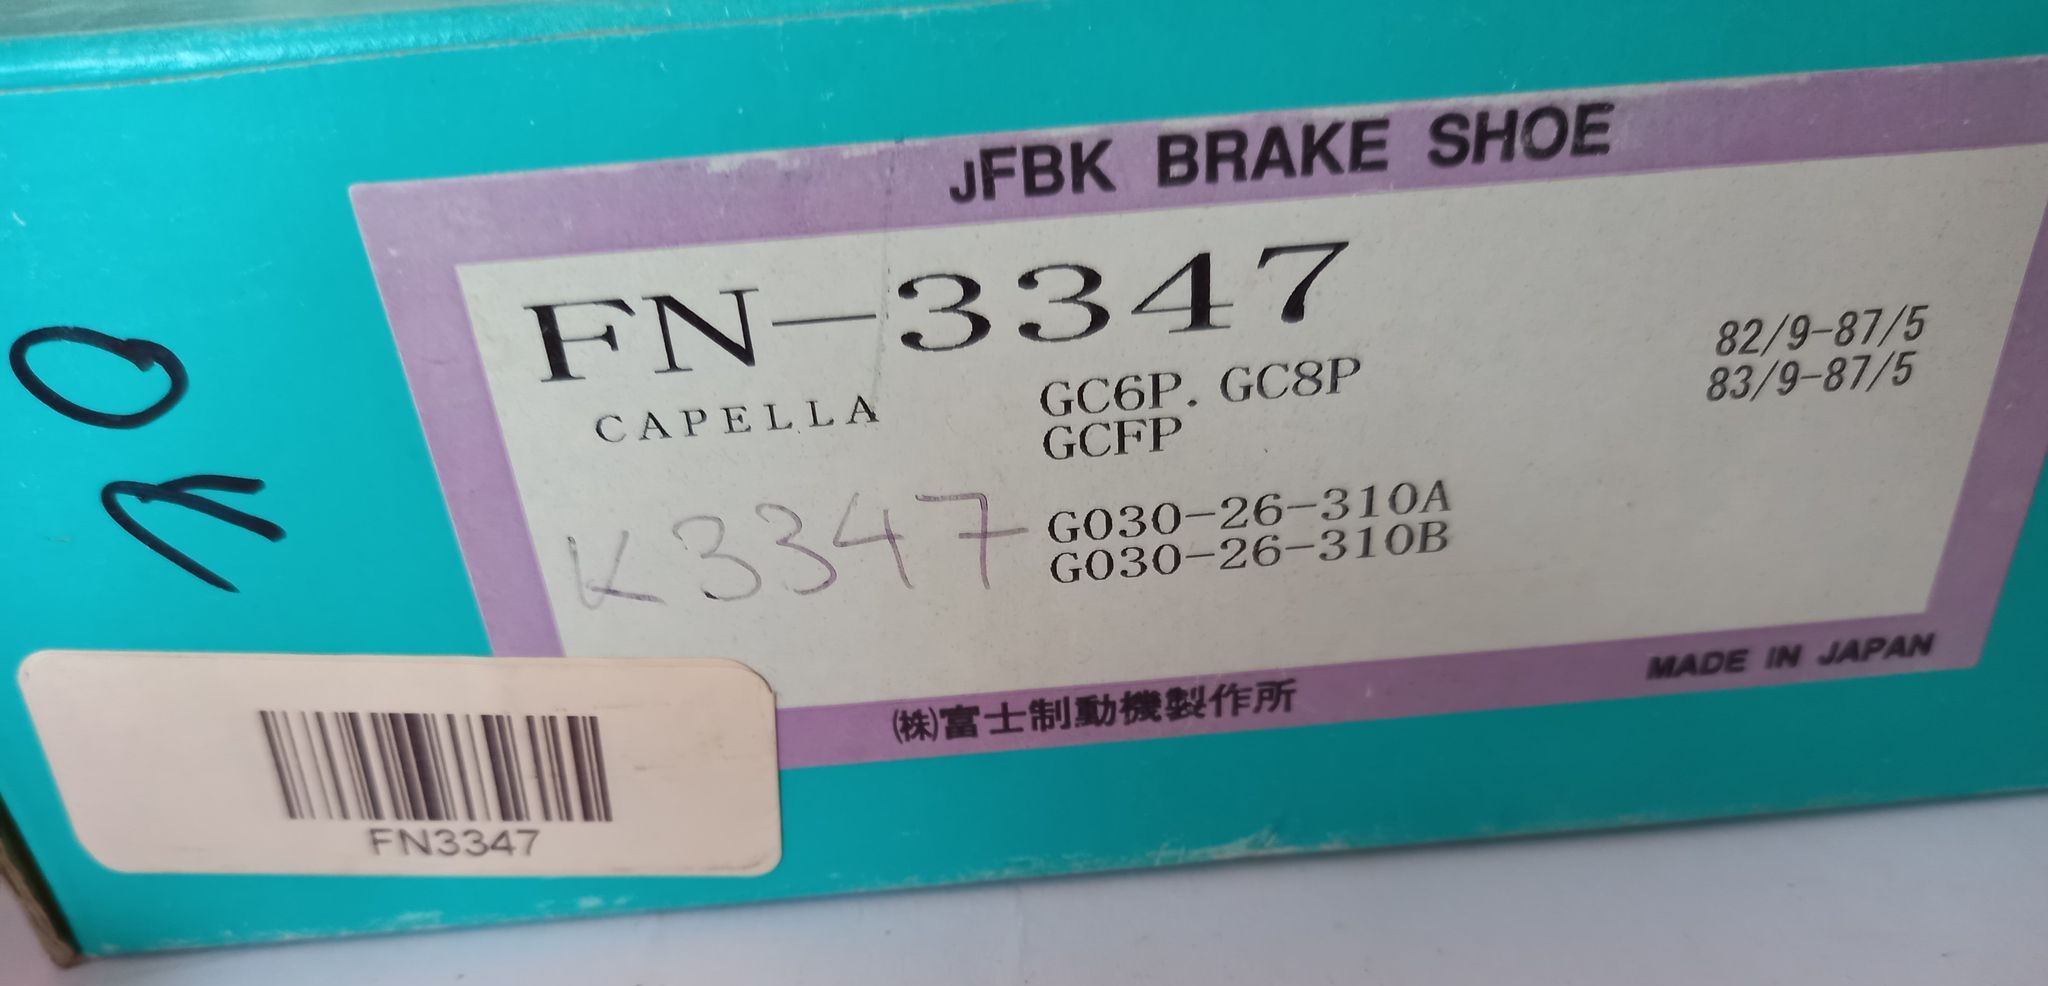 JFBK BRAKE SHOE
FN-3347
CAPELLA
GC6P. GC8P 82/9-87/5
GCFP 83/9-87/5
K3347
G030-26-310A
G030-26-310B
(株)富士制動機製作所
MADE IN JAPAN
FN3347